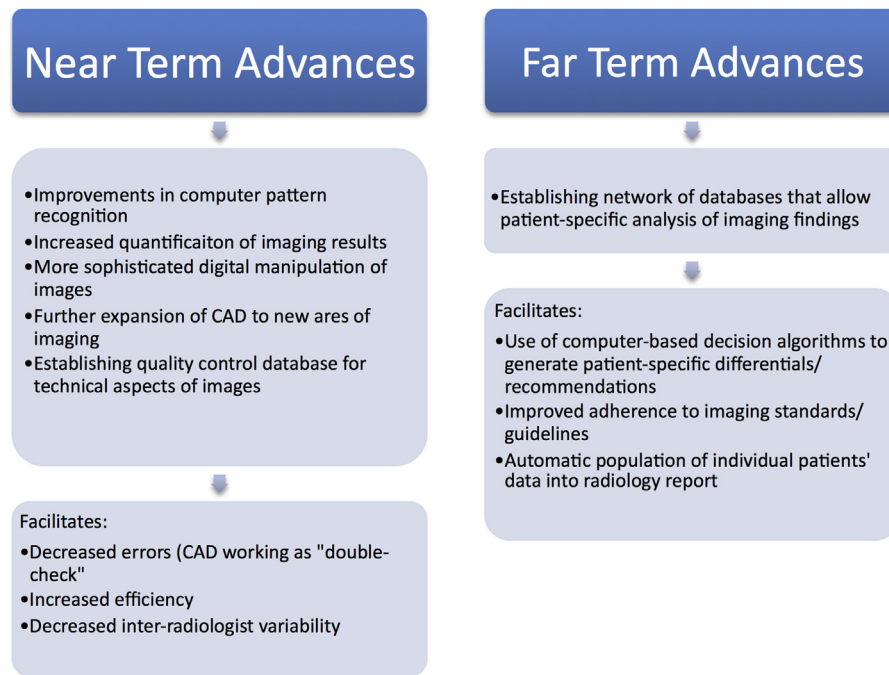 Near Term Advances
•Improvements in computer pattern
recognition
•Increased quantificaiton of imaging results
•More sophisticated digital manipulation of
images
•Further expansion of CAD to new ares of
imaging
•Establishing quality control database for
technical aspects of images
Facilitates:
•Decreased errors (CAD working as "double-
check"
•Increased efficiency
•Decreased inter-radiologist variability
Far Term Advances
•Establishing network of databases that allow
patient-specific analysis of imaging findings
Facilitates:
•Use of computer-based decision algorithms to
generate patient-specific differentials/
recommendations
•Improved adherence to imaging standards/
guidelines
•Automatic population of individual patients'
data into radiology report